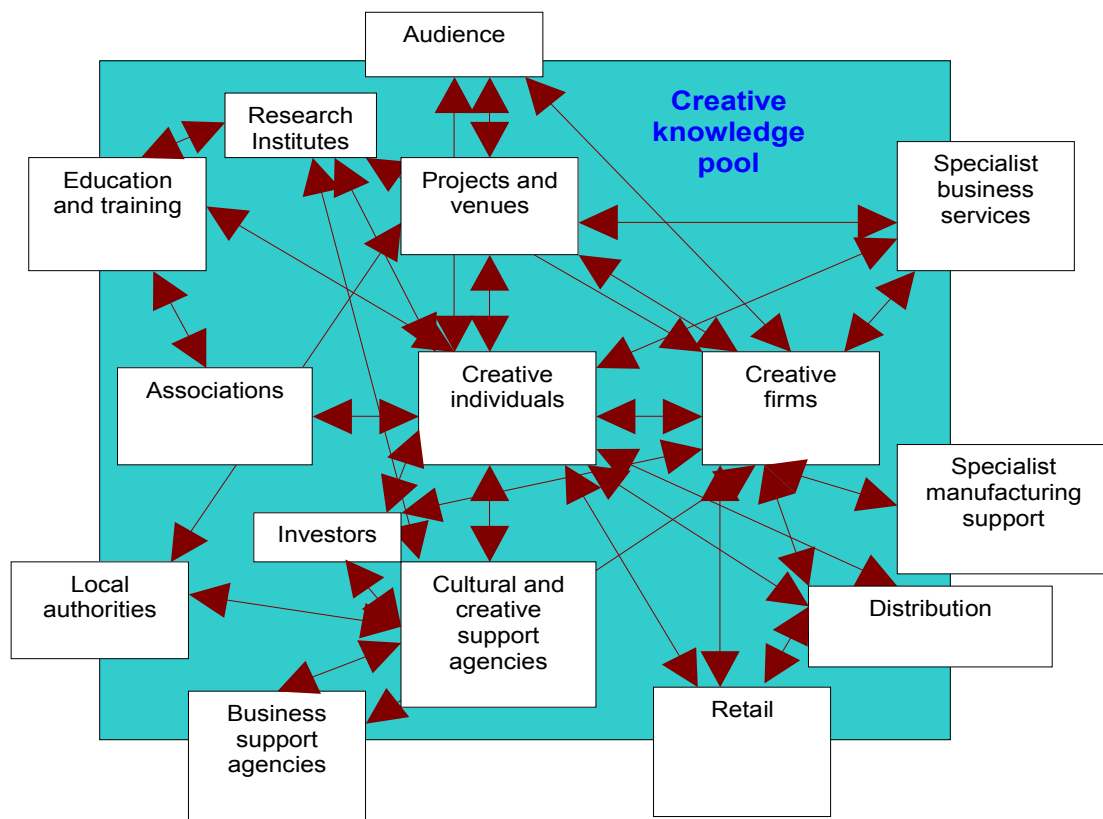 Audience
Creative
knowledge
pool
Research
Institutes
Education
and training
Projects and
venues
Specialist
business
services
Associations
Creative
individuals
Creative
firms
Specialist
manufacturing
support
Investors
Local
authorities
Cultural and
creative
support
agencies
Distribution
Business
support
agencies
Retail